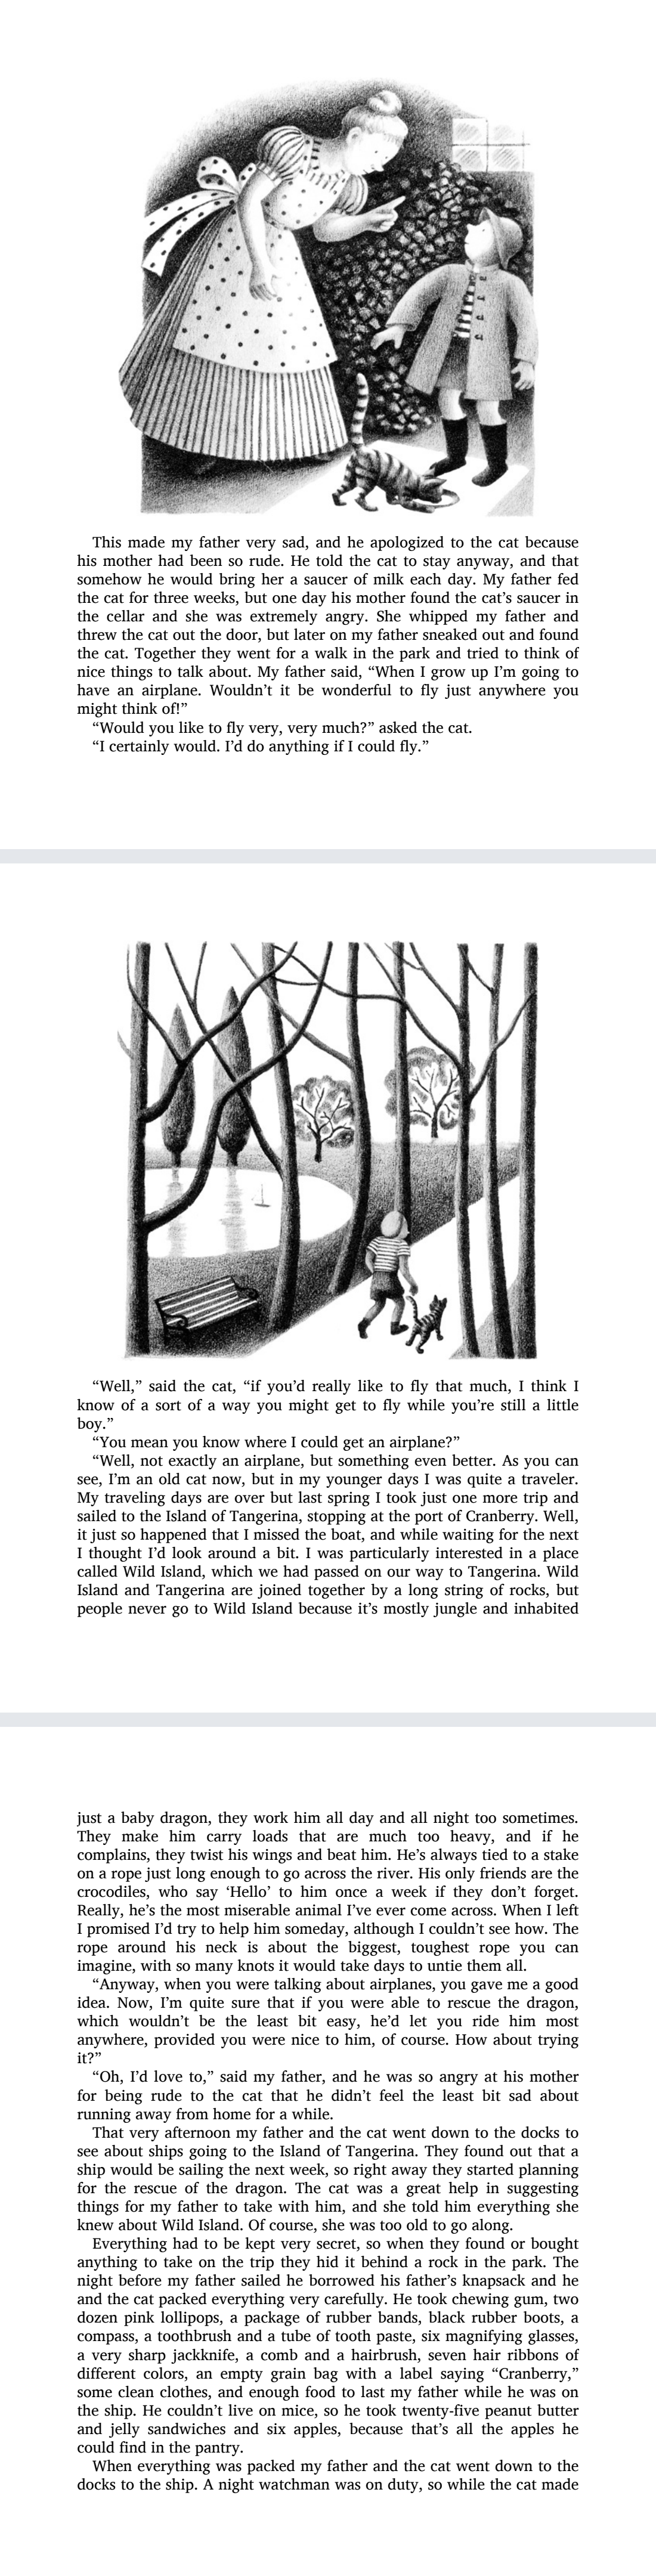 This made my father very sad, and he apologized to the cat because
his mother had been so rude. He told the cat to stay anyway, and that
somehow he would bring her a saucer of milk each day. My father fed
the cat for three weeks, but one day his mother found the cat’s saucer in
the cellar and she was extremely angry. She whipped my father and
threw the cat out the door, but later on my father sneaked out and found
the cat. Together they went for a walk in the park and tried to think of
nice things to talk about. My father said, “When I grow up I’m going to
have an airplane. Wouldn’t it be wonderful to fly just anywhere you
might think of!”
“Would you like to fly very, very much?” asked the cat.
“I certainly would. I’d do anything if I could fly.”
“Well,” said the cat, “if you’d really like to fly that much, I think I
know of a sort of a way you might get to fly while you’re still a little
boy.”
“You mean you know where I could get an airplane?”
“Well, not exactly an airplane, but something even better. As you can
see, I’m an old cat now, but in my younger days I was quite a traveler.
My traveling days are over but last spring I took just one more trip and
sailed to the Island of Tangerina, stopping at the port of Cranberry. Well,
it just so happened that I missed the boat, and while waiting for the next
I thought I’d look around a bit. I was particularly interested in a place
called Wild Island, which we had passed on our way to Tangerina. Wild
Island and Tangerina are joined together by a long string of rocks, but
people never go to Wild Island because it’s mostly jungle and inhabited
just a baby dragon, they work him all day and all night too sometimes.
They make him carry loads that are much too heavy, and if he
complains, they twist his wings and beat him. He’s always tied to a stake
on a rope just long enough to go across the river. His only friends are the
crocodiles, who say ‘Hello’ to him once a week if they don’t forget.
Really, he’s the most miserable animal I’ve ever come across. When I left
I promised I’d try to help him someday, although I couldn’t see how. The
rope around his neck is about the biggest, toughest rope you can
imagine, with so many knots it would take days to untie them all.
“Anyway, when you were talking about airplanes, you gave me a good
idea. Now, I’m quite sure that if you were able to rescue the dragon,
which wouldn’t be the least bit easy, he’d let you ride him most
anywhere, provided you were nice to him, of course. How about trying
it?”
“Oh, I’d love to,” said my father, and he was so angry at his mother
for being rude to the cat that he didn’t feel the least bit sad about
running away from home for a while.
That very afternoon my father and the cat went down to the docks to
see about ships going to the Island of Tangerina. They found out that a
ship would be sailing the next week, so right away they started planning
for the rescue of the dragon. The cat was a great help in suggesting
things for my father to take with him, and she told him everything she
knew about Wild Island. Of course, she was too old to go along.
Everything had to be kept very secret, so when they found or bought
anything to take on the trip they hid it behind a rock in the park. The
night before my father sailed he borrowed his father’s knapsack and he
and the cat packed everything very carefully. He took chewing gum, two
dozen pink lollipops, a package of rubber bands, black rubber boots, a
compass, a toothbrush and a tube of tooth paste, six magnifying glasses,
a very sharp jackknife, a comb and a hairbrush, seven hair ribbons of
different colors, an empty grain bag with a label saying “Cranberry,”
some clean clothes, and enough food to last my father while he was on
the ship. He couldn’t live on mice, so he took twenty-five peanut butter
and jelly sandwiches and six apples, because that’s all the apples he
could find in the pantry.
When everything was packed my father and the cat went down to the
docks to the ship. A night watchman was on duty, so while the cat made